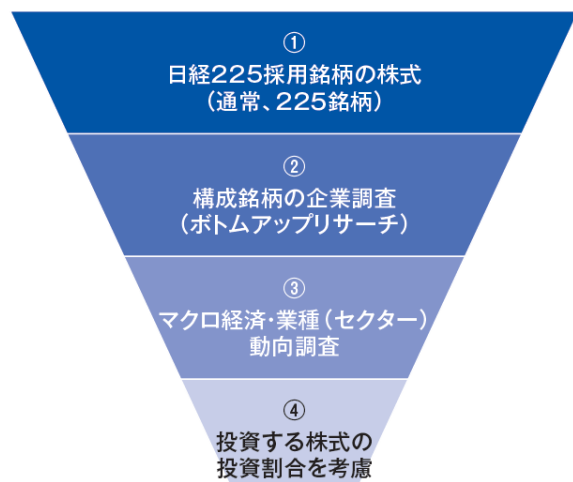 ①
日経225採用銘柄の株式
(通常、225銘柄)
②
構成銘柄の企業調査
(ボトムアップリサーチ)
③
マクロ経済・業種(セクター)
動向調査
④
投資する株式の
投資割合を考慮